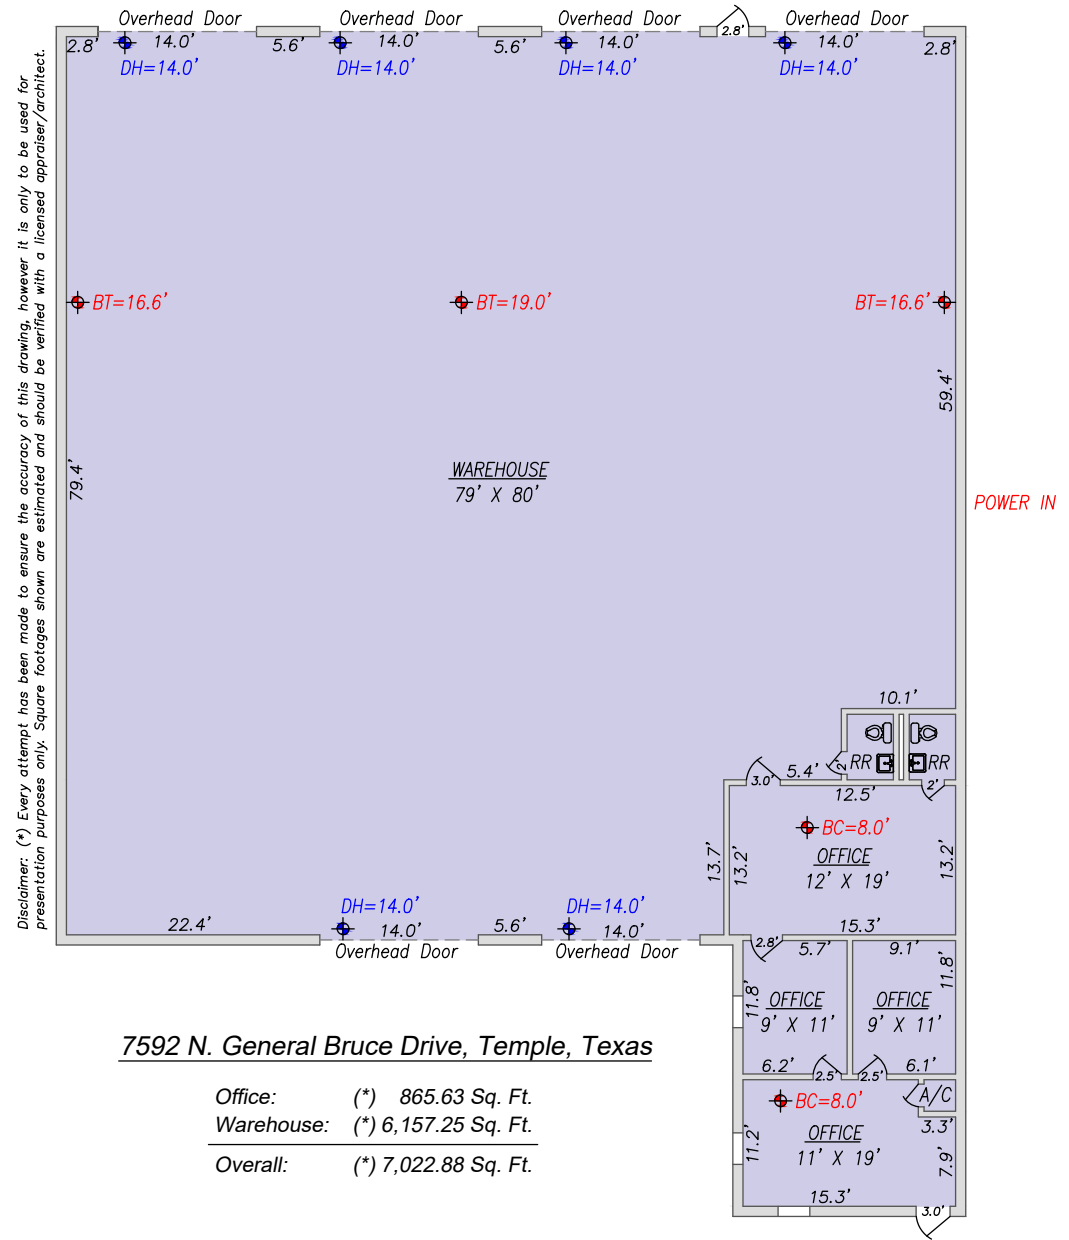 Overhead Door
Overhead Door
Overhead Door
Overhead Door
2.8'
14.0'
5.6'
14.0'
5.6'
14.0'
2.8'
14.0'
2.8'
DH=14.0'
DH=14.0'
DH=14.0'
DH=14.0'
Disclaimer: (*) Every attempt has been made to ensure the accuracy of this drawing, however it is only to be used for
presentation purposes only. Square footages shown are estimated and should be verified with a licensed appraiser/architect.
BT=16.6'
BT=19.0'
BT=16.6'
59.4'
79.4'
WAREHOUSE
79' X 80'
POWER IN
10.1'
RR
RR
2'
2'
5.4'
3.0'
12.5'
BC=8.0'
OFFICE
12' X 19'
13.7'
13.2'
13.2'
DH=14.0'
DH=14.0'
22.4'
14.0'
5.6'
14.0'
15.3'
Overhead Door
Overhead Door
2.8'
5.7'
9.1'
11.8'
11.8'
OFFICE
9' X 11'
OFFICE
9' X 11'
6.2'
2.5'
2.5'
6.1'
A/C
BC=8.0'
3.3'
OFFICE
11' X 19'
11.2'
7.9'
15.3'
3.0'
7592 N. General Bruce Drive, Temple, Texas
Office: (*) 865.63 Sq. Ft.
Warehouse: (*) 6,157.25 Sq. Ft.
Overall: (*) 7,022.88 Sq. Ft.